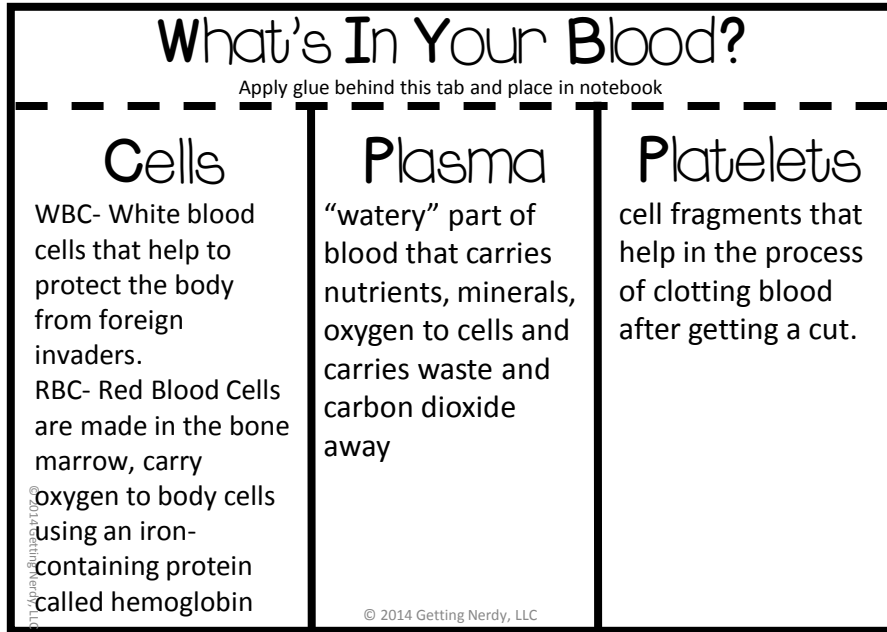 What's In Your Blood?
Apply glue behind this tab and place in notebook
Cells
WBC- White blood
cells that help to
protect the body
from foreign
invaders.
RBC- Red Blood Cells
are made in the bone
marrow, carry
oxygen to body cells
using an iron-
containing protein
called hemoglobin
© 2014 Getting Nerdy, LLC
Plasma
“watery” part of
blood that carries
nutrients, minerals,
oxygen to cells and
carries waste and
carbon dioxide
away
© 2014 Getting Nerdy, LLC
Platelets
cell fragments that
help in the process
of clotting blood
after getting a cut.